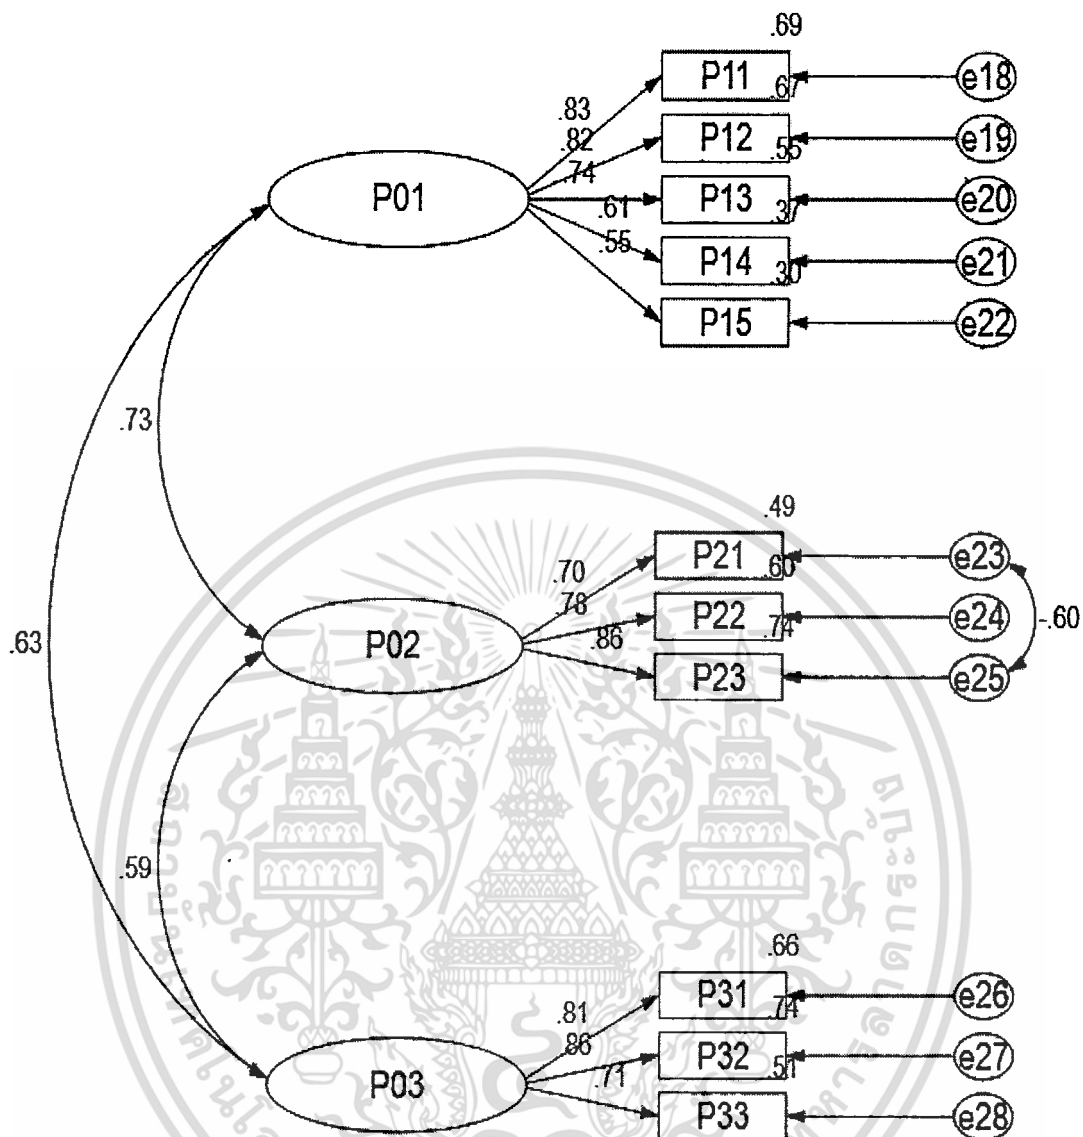 .69
P11 e18
.83 .67
P12 e19
.82 .55
P01 .74 P13 e20
.61 .37
P14 e21
.55 .30
P15 e22
.73
.49
P21 e23
.70 .60
.78 P22 e24 -.60
P02 .86 .74
P23 e25
.63
.59
.66
P31 e26
.81 .74
.86 P32 e27
P03 .71 .51
P33 e28